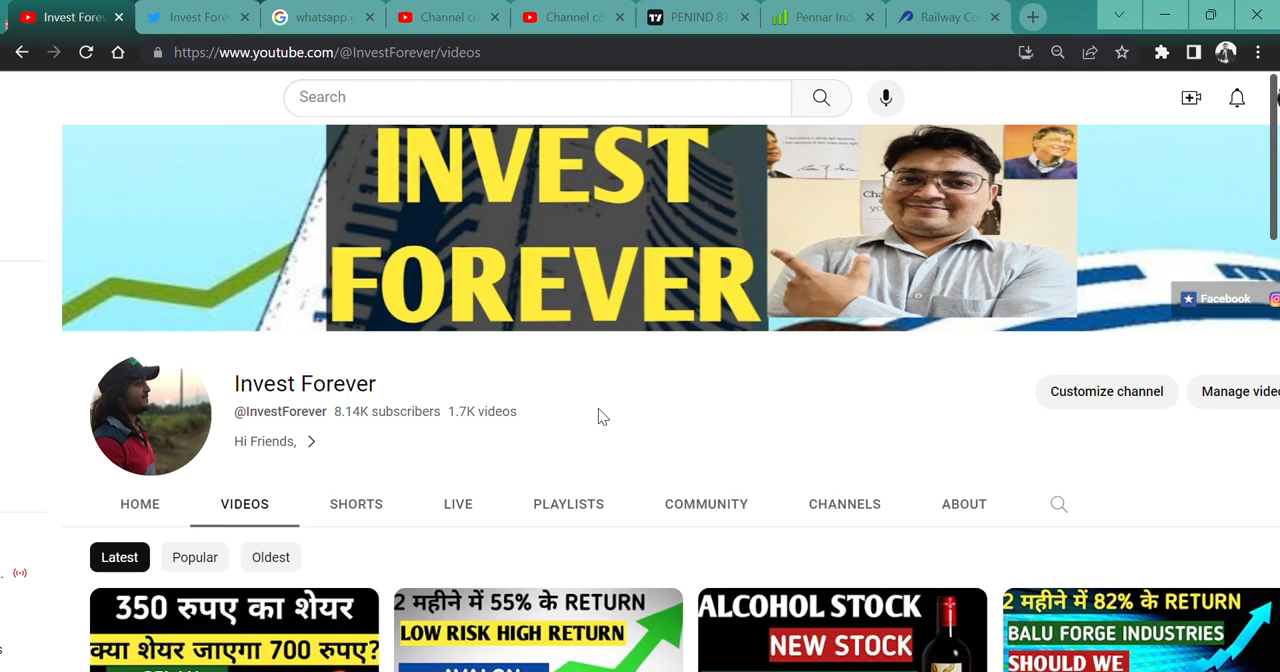 Invest Forev
Invest Forev
whatsapp g
Channel co
Channel co
PENIND 87
Pennar Ind
Railway Co
https://www.youtube.com/@InvestForever/videos
Search
INVEST
FOREVER
Facebook
Invest Forever
@InvestForever 8.14K subscribers 1.7K videos
Hi Friends,
Customize channel
Manage vide
HOME
VIDEOS
SHORTS
LIVE
PLAYLISTS
COMMUNITY
CHANNELS
ABOUT
Latest
Popular
Oldest
350 रुपए का शेयर
क्या शेयर जाएगा 700 रुपए?
2 महीने में 55% के RETURN
LOW RISK HIGH RETURN
ALCOHOL STOCK
NEW STOCK
2 महीने में 82% के RETURN
BALU FORGE INDUSTRIES
SHOULD WE